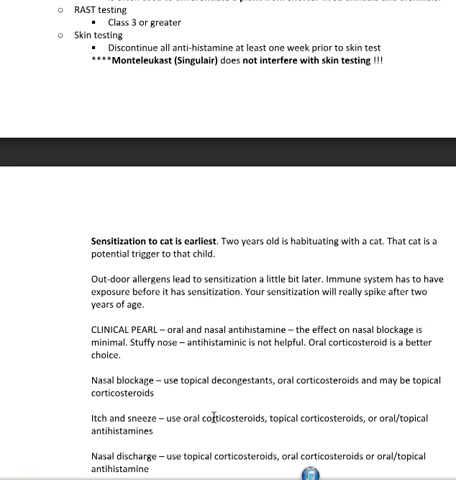 ○ RAST testing
▪ Class 3 or greater
○ Skin testing
▪ Discontinue all anti-histamine at least one week prior to skin test
****Monteleukast (Singulair) does not interfere with skin testing !!!
Sensitization to cat is earliest. Two years old is habituating with a cat. That cat is a
potential trigger to that child.
Out-door allergens lead to sensitization a little bit later. Immune system has to have
exposure before it has sensitization. Your sensitization will really spike after two
years of age.
CLINICAL PEARL – oral and nasal antihistamine – the effect on nasal blockage is
minimal. Stuffy nose – antihistaminic is not helpful. Oral corticosteroid is a better
choice.
Nasal blockage – use topical decongestants, oral corticosteroids and may be topical
corticosteroids
Itch and sneeze – use oral corticosteroids, topical corticosteroids, or oral/topical
antihistamines
Nasal discharge – use topical corticosteroids, oral corticosteroids or oral/topical
antihistamine